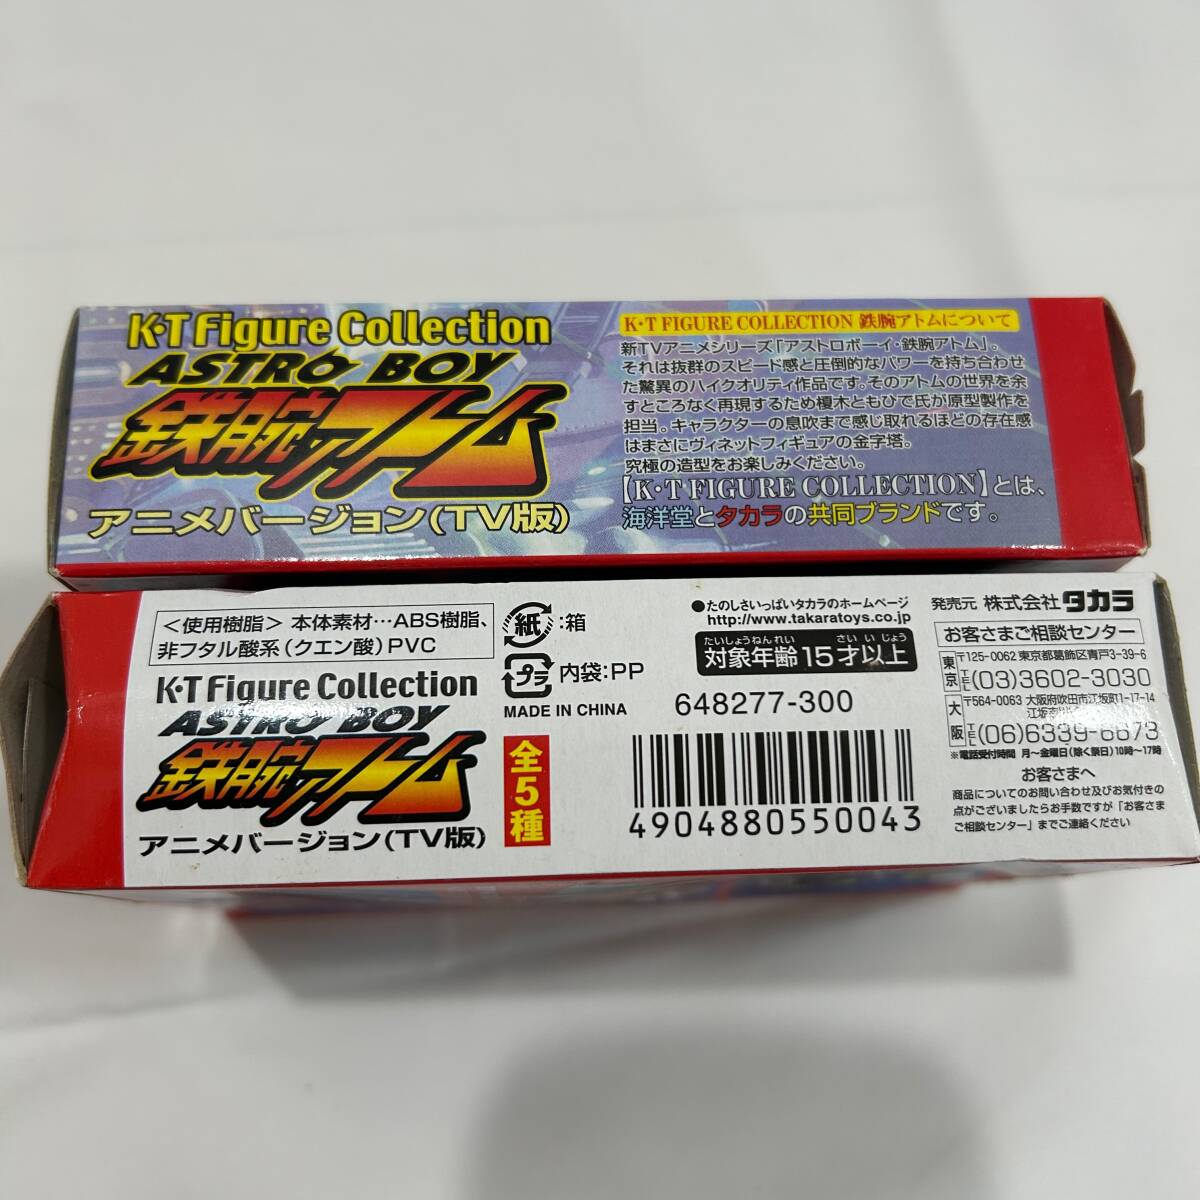 K・T Figure Collection
ASTRO BOY
鉄腕アトム
アニメバージョン(TV版)
K・T FIGURE COLLECTION 鉄腕アトムについて
新TVアニメシリーズ「アストロボーイ・鉄腕アトム」。
それは抜群のスピード感と圧倒的なパワーを持ち合わせ
た驚異のハイクオリティ作品です。そのアトムの世界を余
すところなく再現するため榎木ともひで氏が原型製作を
担当。キャラクターの息吹まで感じ取れるほどの存在感
はまさにヴィネットフィギュアの金字塔。
究極の造型をお楽しみください。
【K・T FIGURE COLLECTION】とは、
海洋堂とタカラの共同ブランドです。
<使用樹脂> 本体素材…ABS樹脂、
非フタル酸系(クエン酸)PVC
K・T Figure Collection
ASTRO BOY
鉄腕アトム
アニメバージョン(TV版)
紙:箱
プラ 内袋:PP
MADE IN CHINA
全5種
●たのしさいっぱいタカラのホームページ
http://www.takaratoys.co.jp
たいしょうねんれい さいいじょう
対象年齢15才以上
648277-300
4904880550043
発売元 株式会社タカラ
お客さまご相談センター
東京 〒125-0062 東京都葛飾区青戸3-39-6
TEL(03)3602-3030
大阪 〒564-0063 大阪府吹田市江坂町1-17-14
TEL(06)6339-6673
※電話受付時間 月〜金曜日(除く祭日)10時〜17時
お客さまへ
商品についてのお問い合わせ及びお気付きの
点がございましたらお手数ですが「お客さま
ご相談センター」までご連絡ください